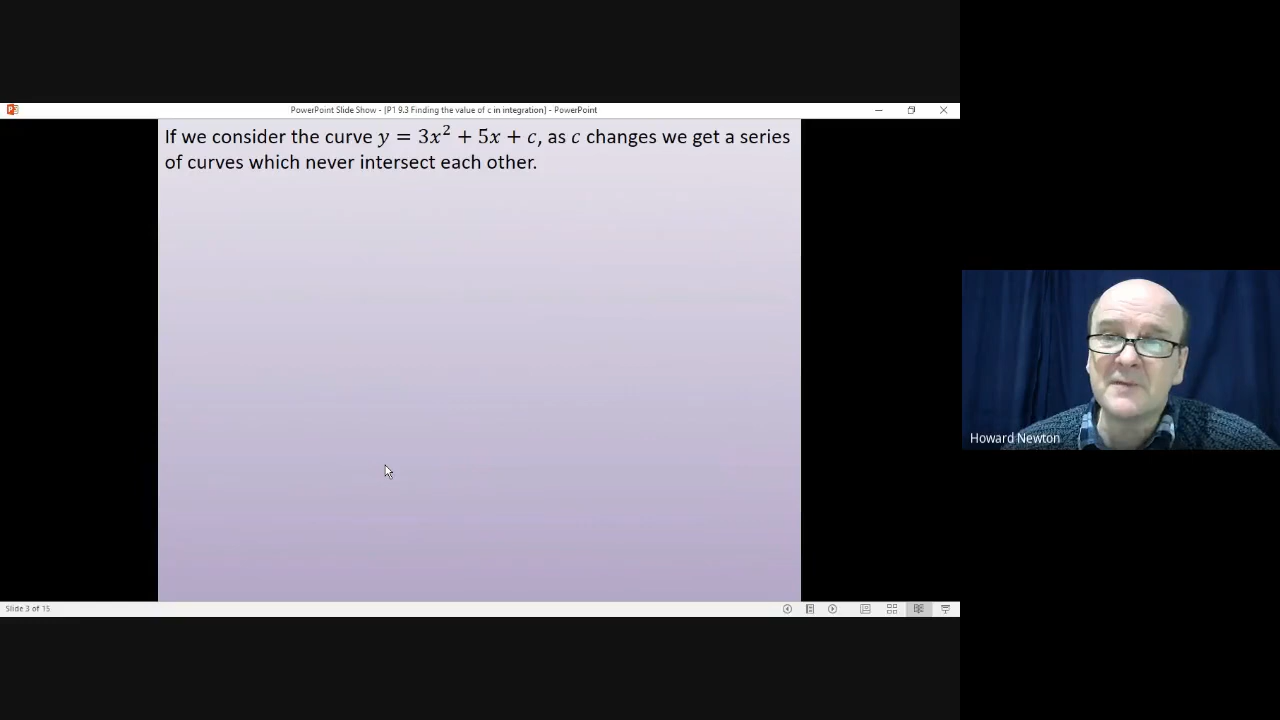 PowerPoint Slide Show - [P1 9.3 Finding the value of c in integration] - PowerPoint
If we consider the curve y = 3x² + 5x + c, as c changes we get a series
of curves which never intersect each other.
Howard Newton
Slide 3 of 15